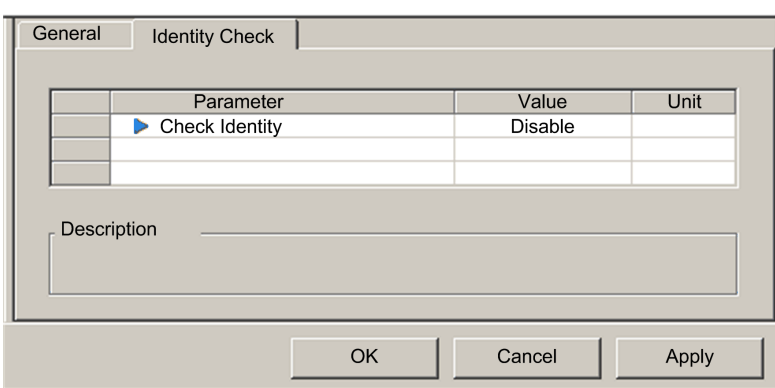 General Identity Check
Parameter Value Unit
Check Identity Disable
Description
OK Cancel Apply